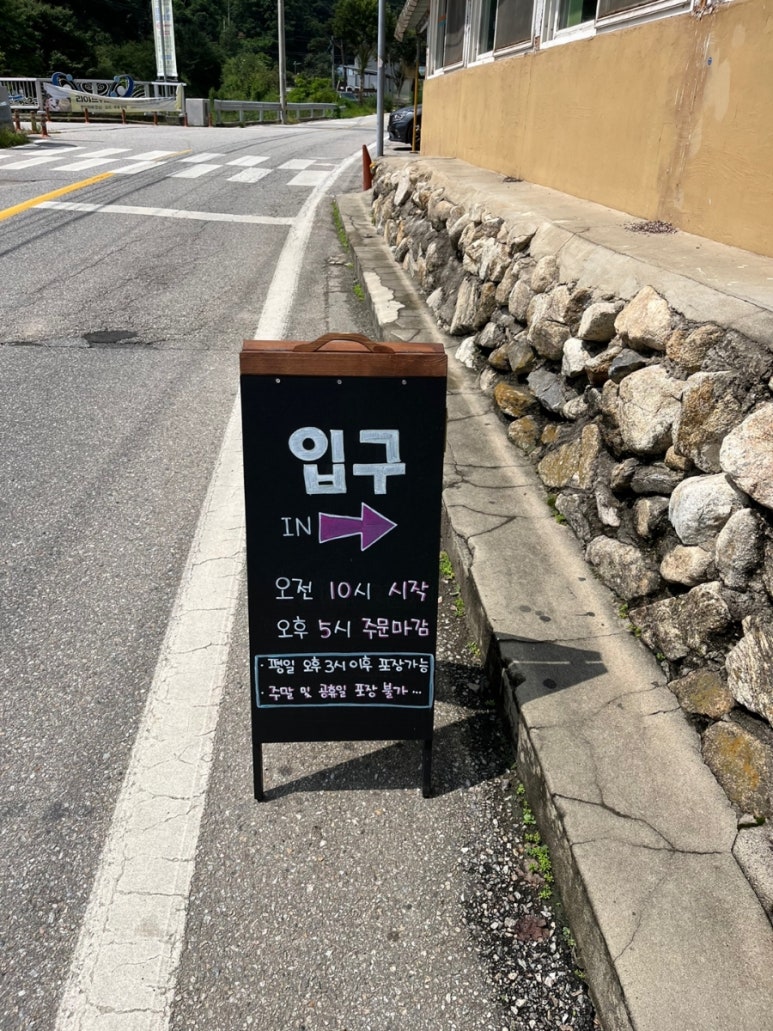 입구
IN
오전 10시 시작
오후 5시 주문마감
· 평일 오후 3시 이후 포장가능
· 주말 및 공휴일 포장 불가...